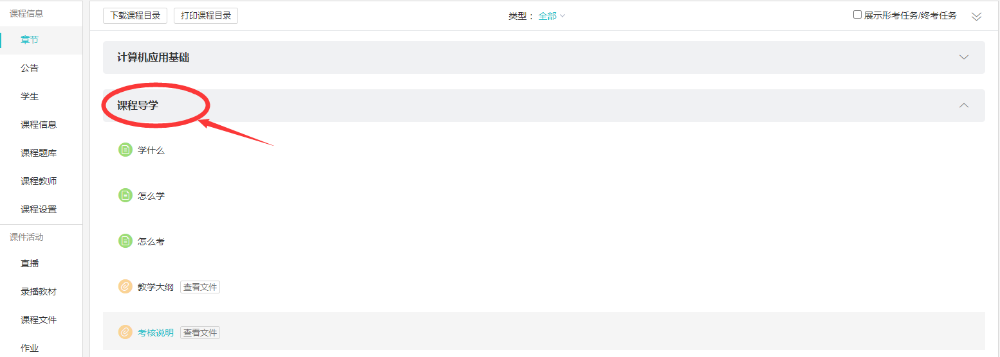 课程信息
章节
公告
学生
课程信息
课程题库
课程教师
课程设置
课件活动
直播
录播教材
课程文件
作业
下载课程目录 打印课程目录 类型： 全部 展示形考任务/终考任务
计算机应用基础
课程导学
学什么
怎么学
怎么考
教学大纲 查看文件
考核说明 查看文件